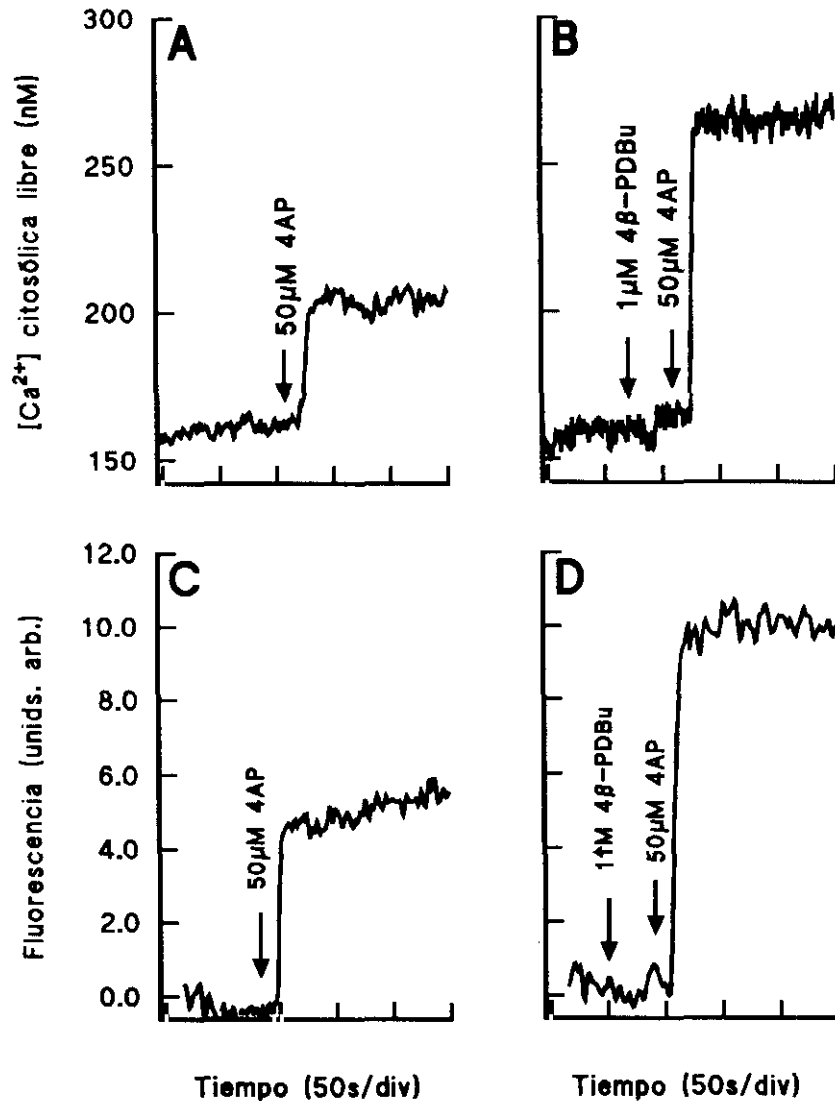 A
B
[Ca²⁺] citosólica libre (nM)
300
250
200
150
50μM 4AP
1μM 4β-PDBu
50μM 4AP
C
D
Fluorescencia (unids. arb.)
12.0
10.0
8.0
6.0
4.0
2.0
0.0
50μM 4AP
1↑M 4β-PDBu
50μM 4AP
Tiempo (50s/div)
Tiempo (50s/div)